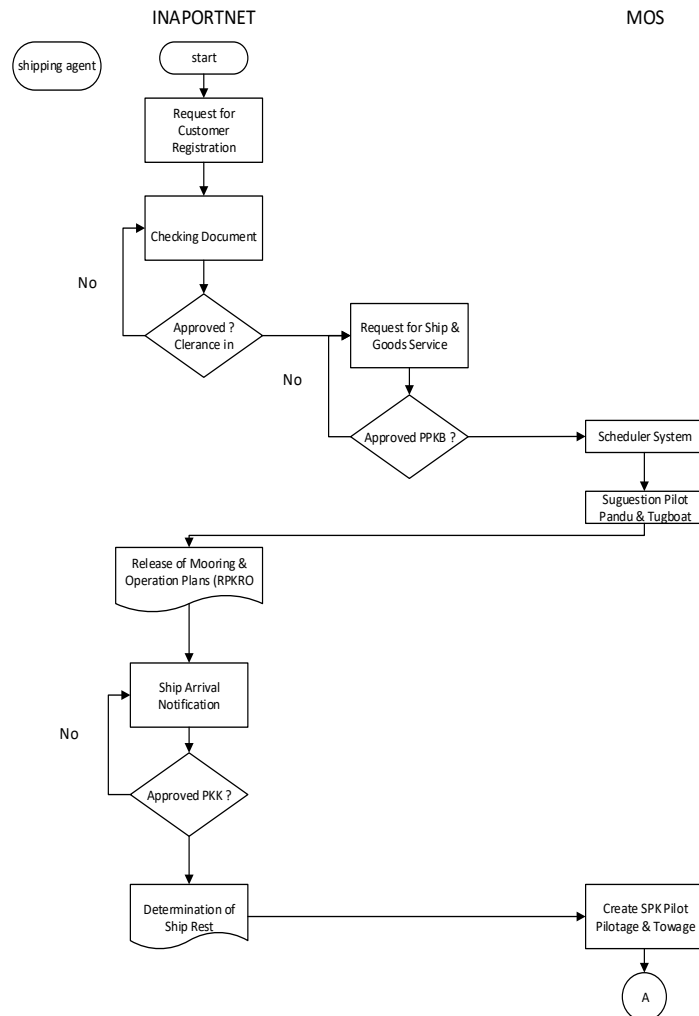 INAPORTNET
MOS
shipping agent
start
Request for
Customer
Registration
Checking Document
No
Approved ?
Clerance in
Request for Ship &
Goods Service
No
Approved PPKB ?
Scheduler System
Suguestion Pilot
Pandu & Tugboat
Release of Mooring &
Operation Plans (RPKRO
Ship Arrival
Notification
No
Approved PKK ?
Determination of
Ship Rest
Create SPK Pilot
Pilotage & Towage
A